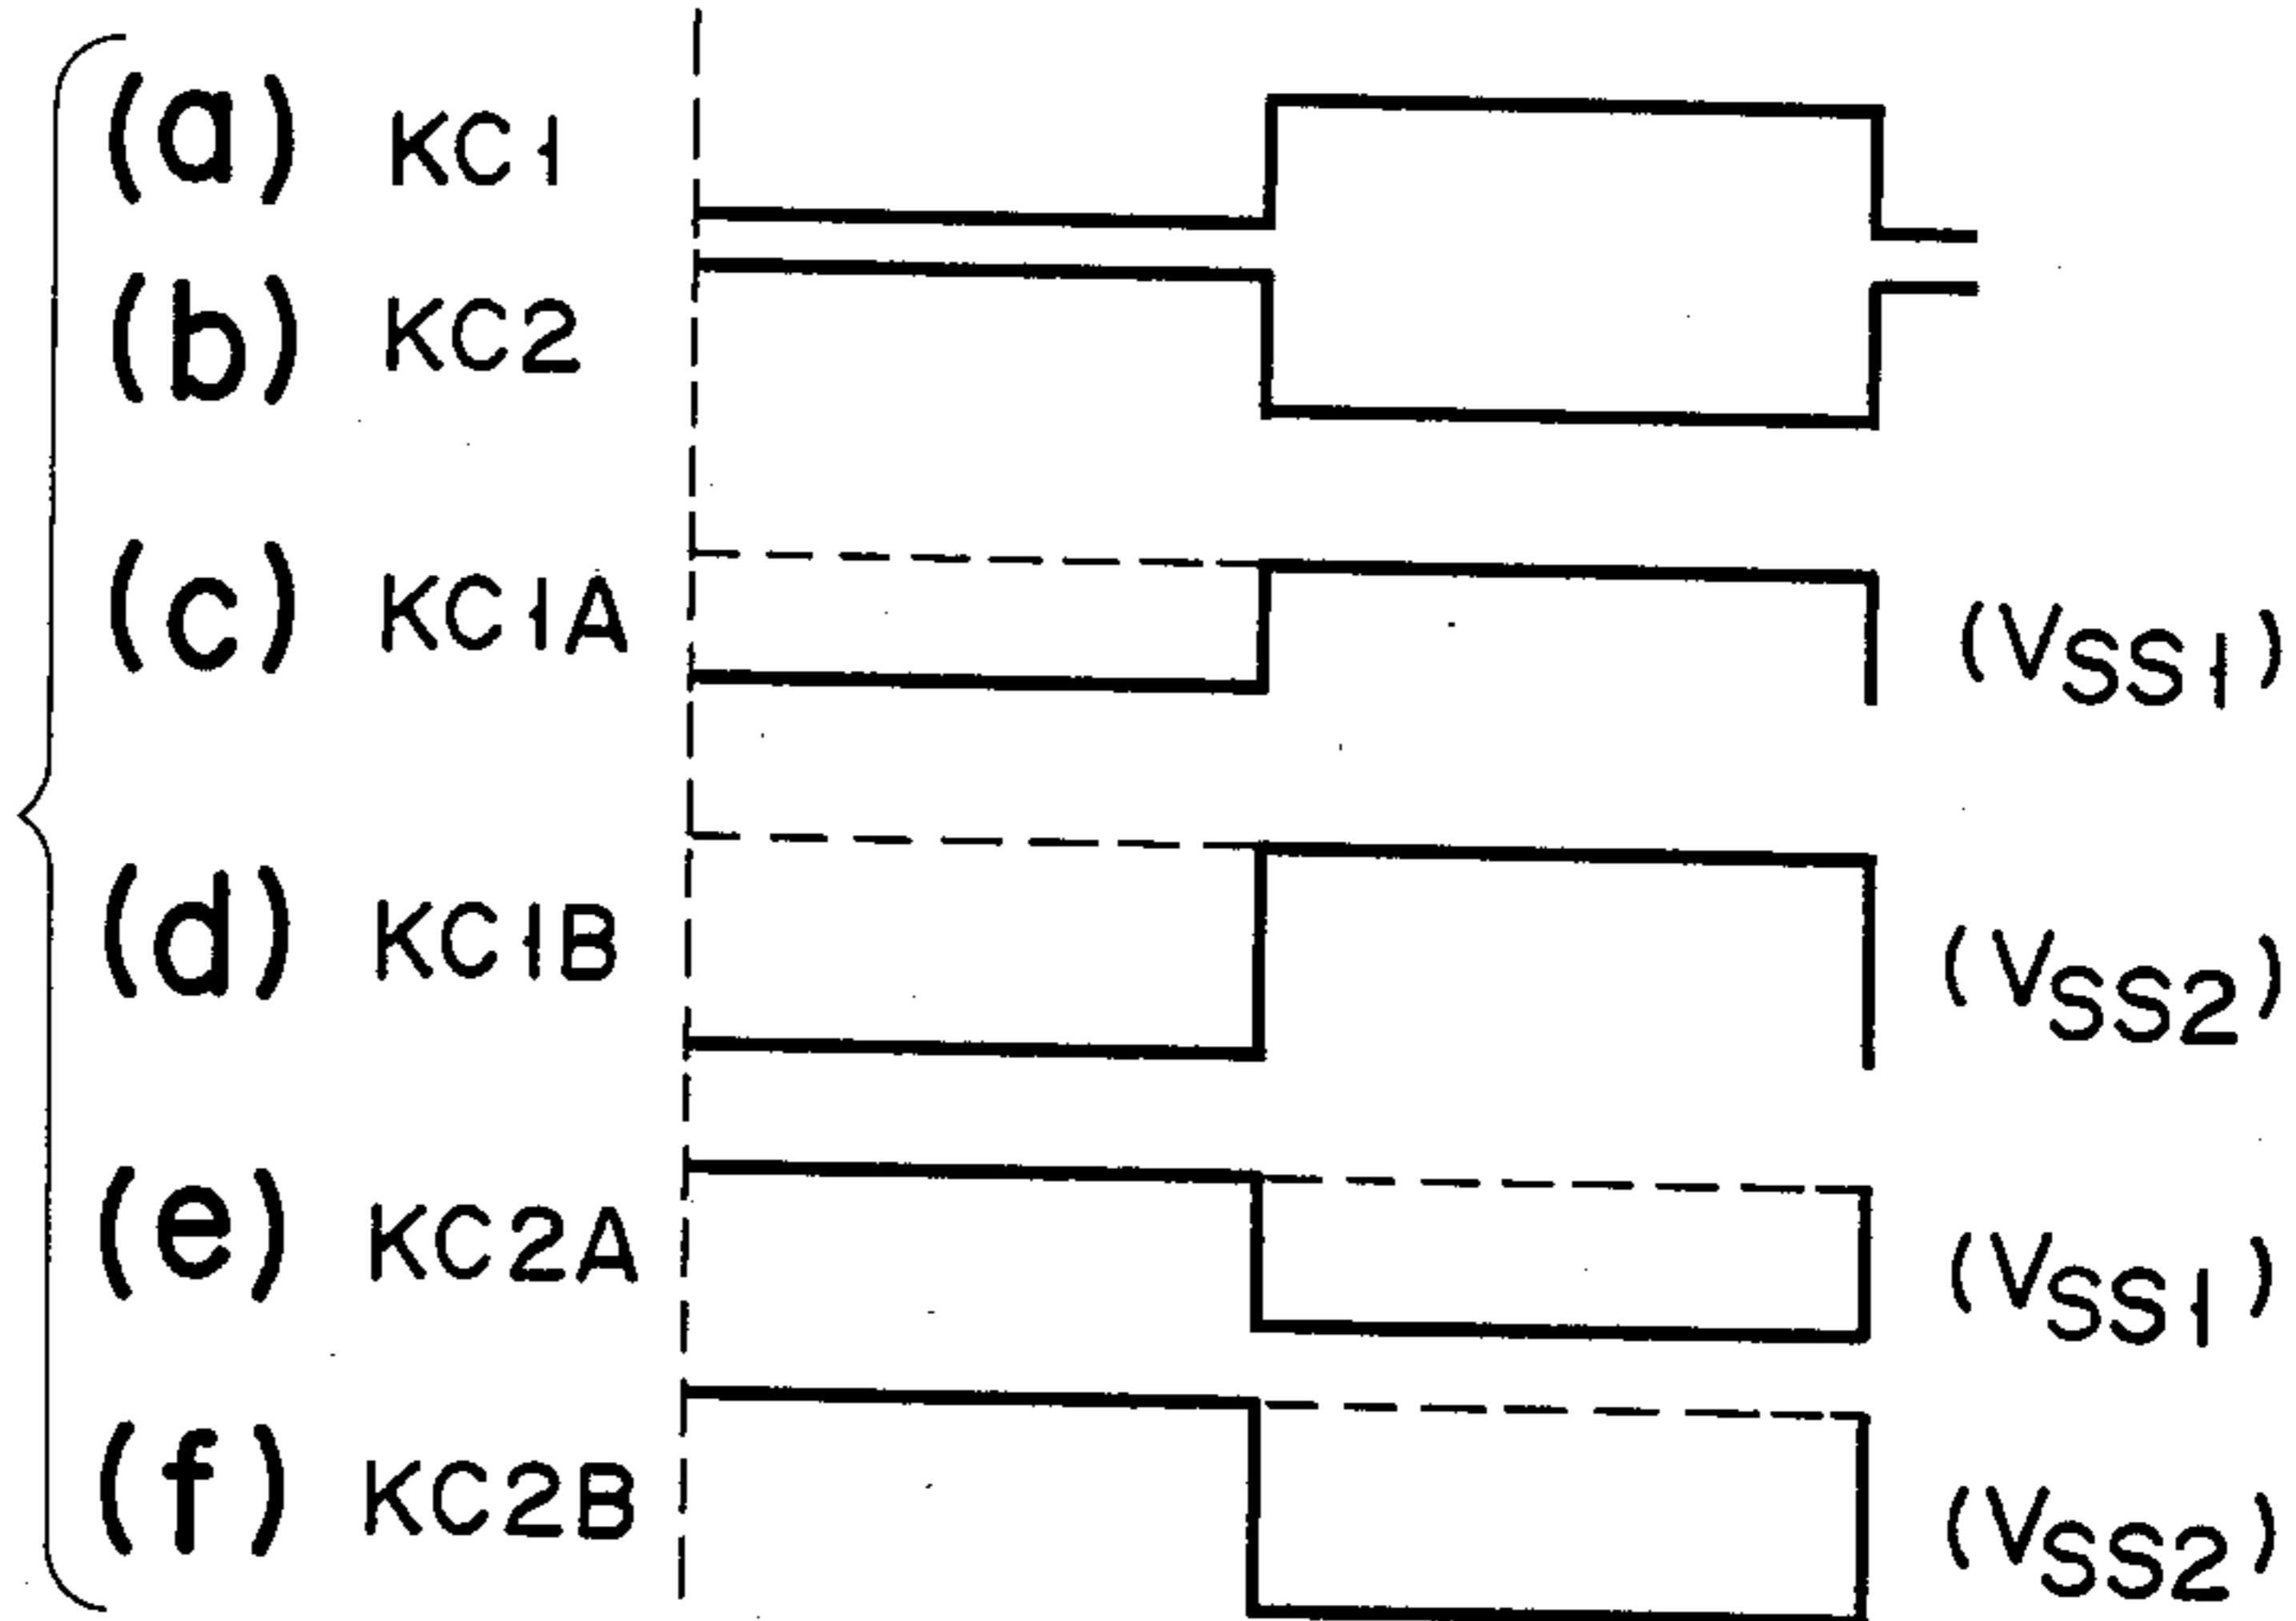 (a) KC1
(b) KC2
(c) KC1A (VSS1)
(d) KC1B (VSS2)
(e) KC2A (VSS1)
(f) KC2B (VSS2)